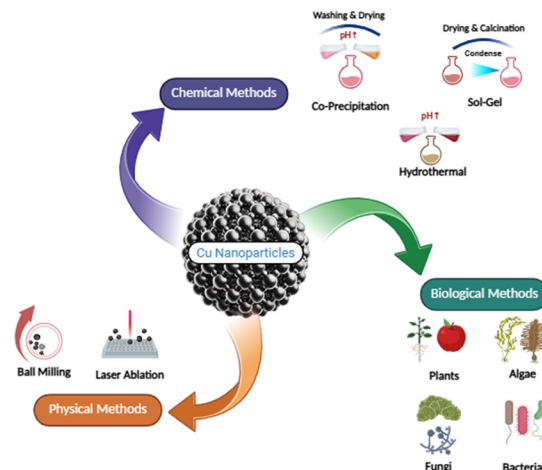 Washing & Drying
pH↑
Co-Precipitation
Drying & Calcination
Condense
Sol-Gel
pH↑
Hydrothermal
Chemical Methods
Cu Nanoparticles
Biological Methods
Plants
Algae
Fungi
Bacteria
Ball Milling
Laser Ablation
Physical Methods